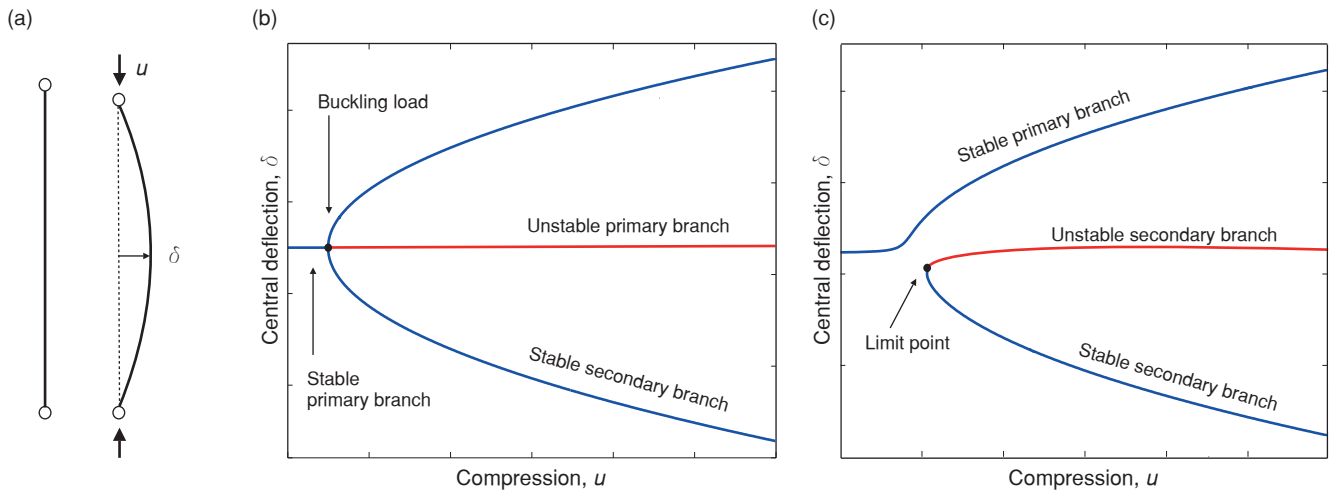 (a)
u
δ
(b)
Buckling load
Unstable primary branch
Stable
primary branch
Stable secondary branch
Central deflection, δ
Compression, u
(c)
Stable primary branch
Unstable secondary branch
Limit point
Stable secondary branch
Central deflection, δ
Compression, u